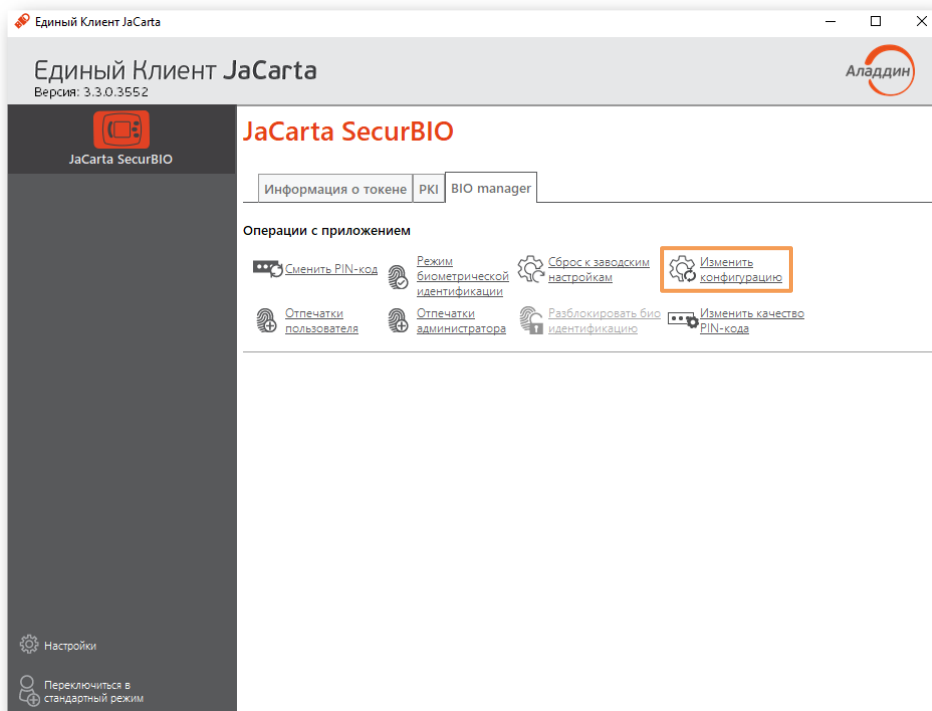 Единый Клиент JaCarta
Единый Клиент JaCarta
Версия: 3.3.0.3552
Аладдин
JaCarta SecurBIO
JaCarta SecurBIO
Информация о токене PKI BIO manager
Операции с приложением
Сменить PIN-код
Режим
биометрической
идентификации
Сброс к заводским
настройкам
Изменить
конфигурацию
Отпечатки
пользователя
Отпечатки
администратора
Разблокировать био
идентификацию
Изменить качество
PIN-кода
Настройки
Переключиться в
стандартный режим